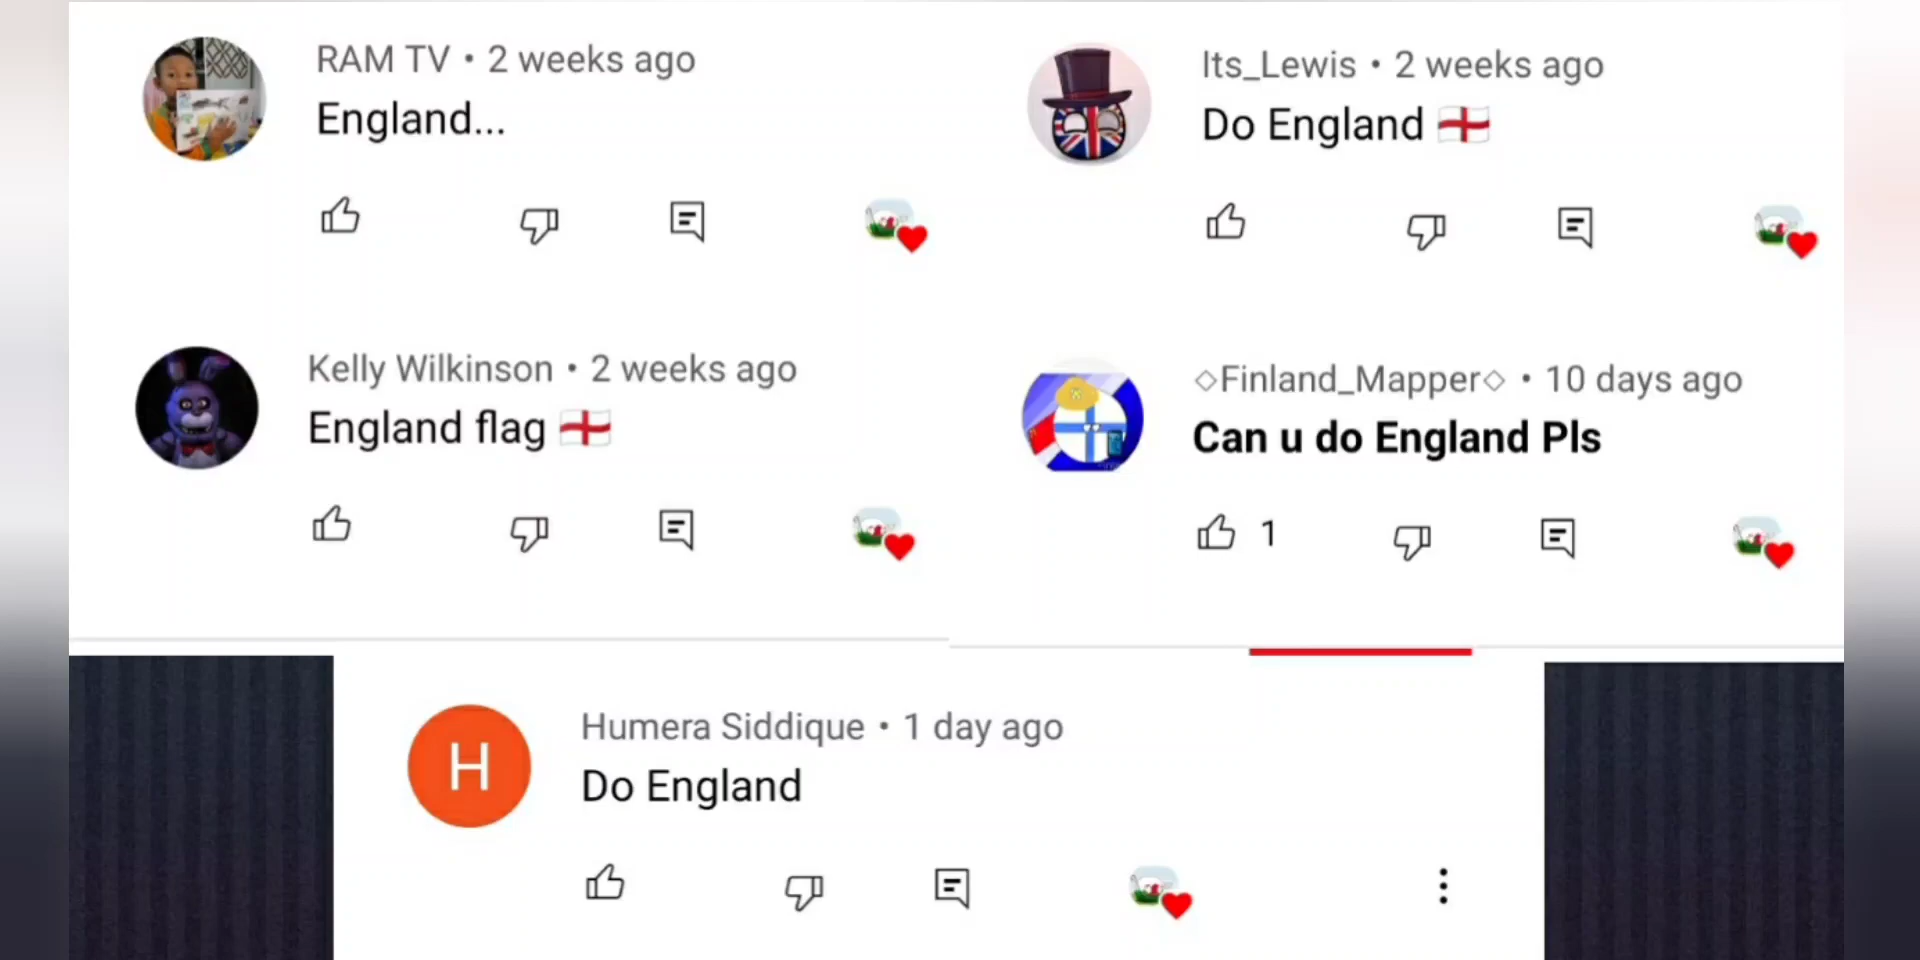 RAM TV • 2 weeks ago
England...
Its_Lewis • 2 weeks ago
Do England 🏴󠁧󠁢󠁥󠁮󠁧󠁿
Kelly Wilkinson • 2 weeks ago
England flag 🏴󠁧󠁢󠁥󠁮󠁧󠁿
◇Finland_Mapper◇ • 10 days ago
Can u do England Pls
1
H
Humera Siddique • 1 day ago
Do England